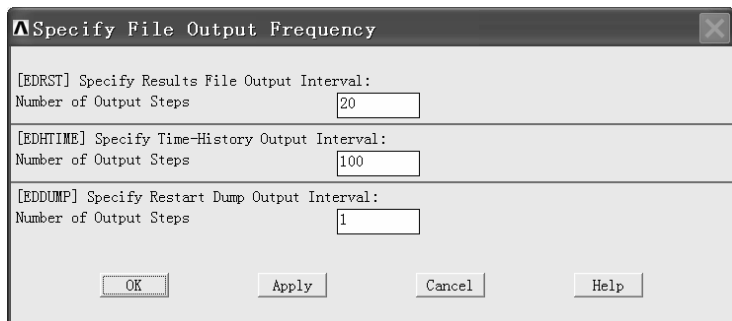 Specify File Output Frequency
[EDRST] Specify Results File Output Interval:
Number of Output Steps 20
[EDHTIME] Specify Time-History Output Interval:
Number of Output Steps 100
[EDDUMP] Specify Restart Dump Output Interval:
Number of Output Steps 1
OK Apply Cancel Help